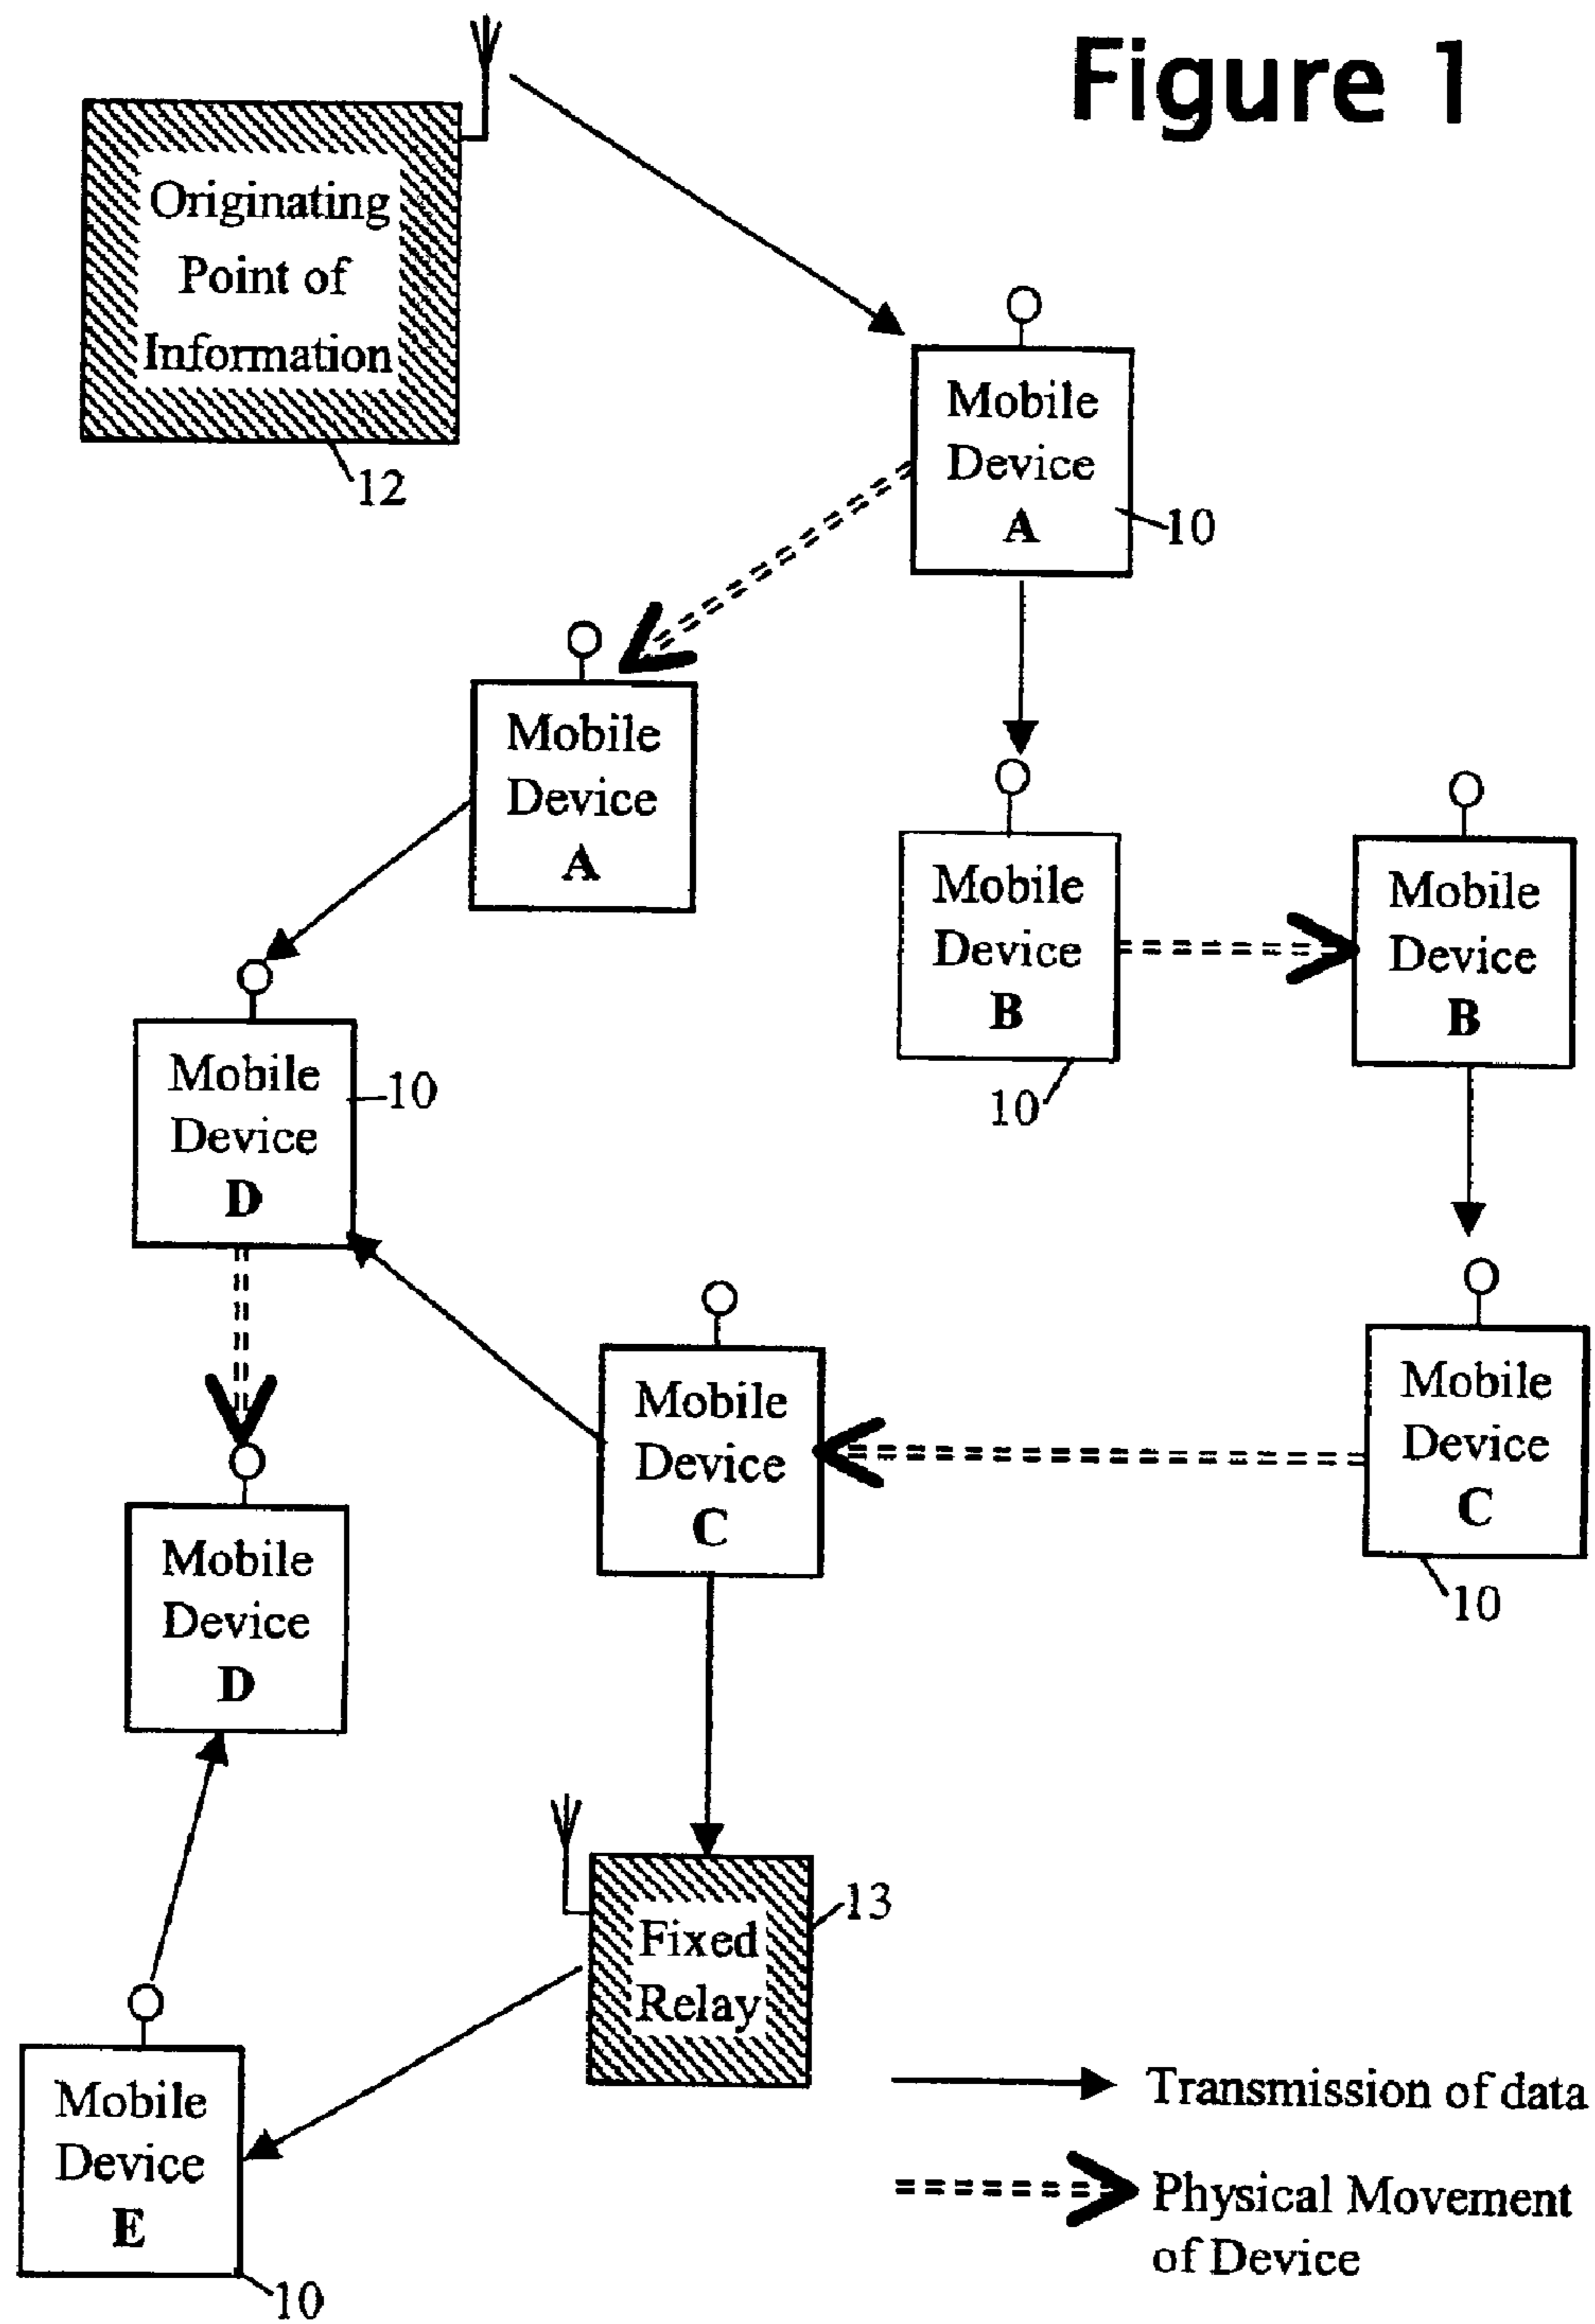 Figure 1
Originating
Point of
Information
12
Mobile
Device
A
10
Mobile
Device
A
Mobile
Device
B
10
Mobile
Device
B
Mobile
Device
D
10
Mobile
Device
C
Mobile
Device
C
10
Mobile
Device
D
Fixed
Relay
13
Mobile
Device
E
10
Transmission of data
Physical Movement
of Device